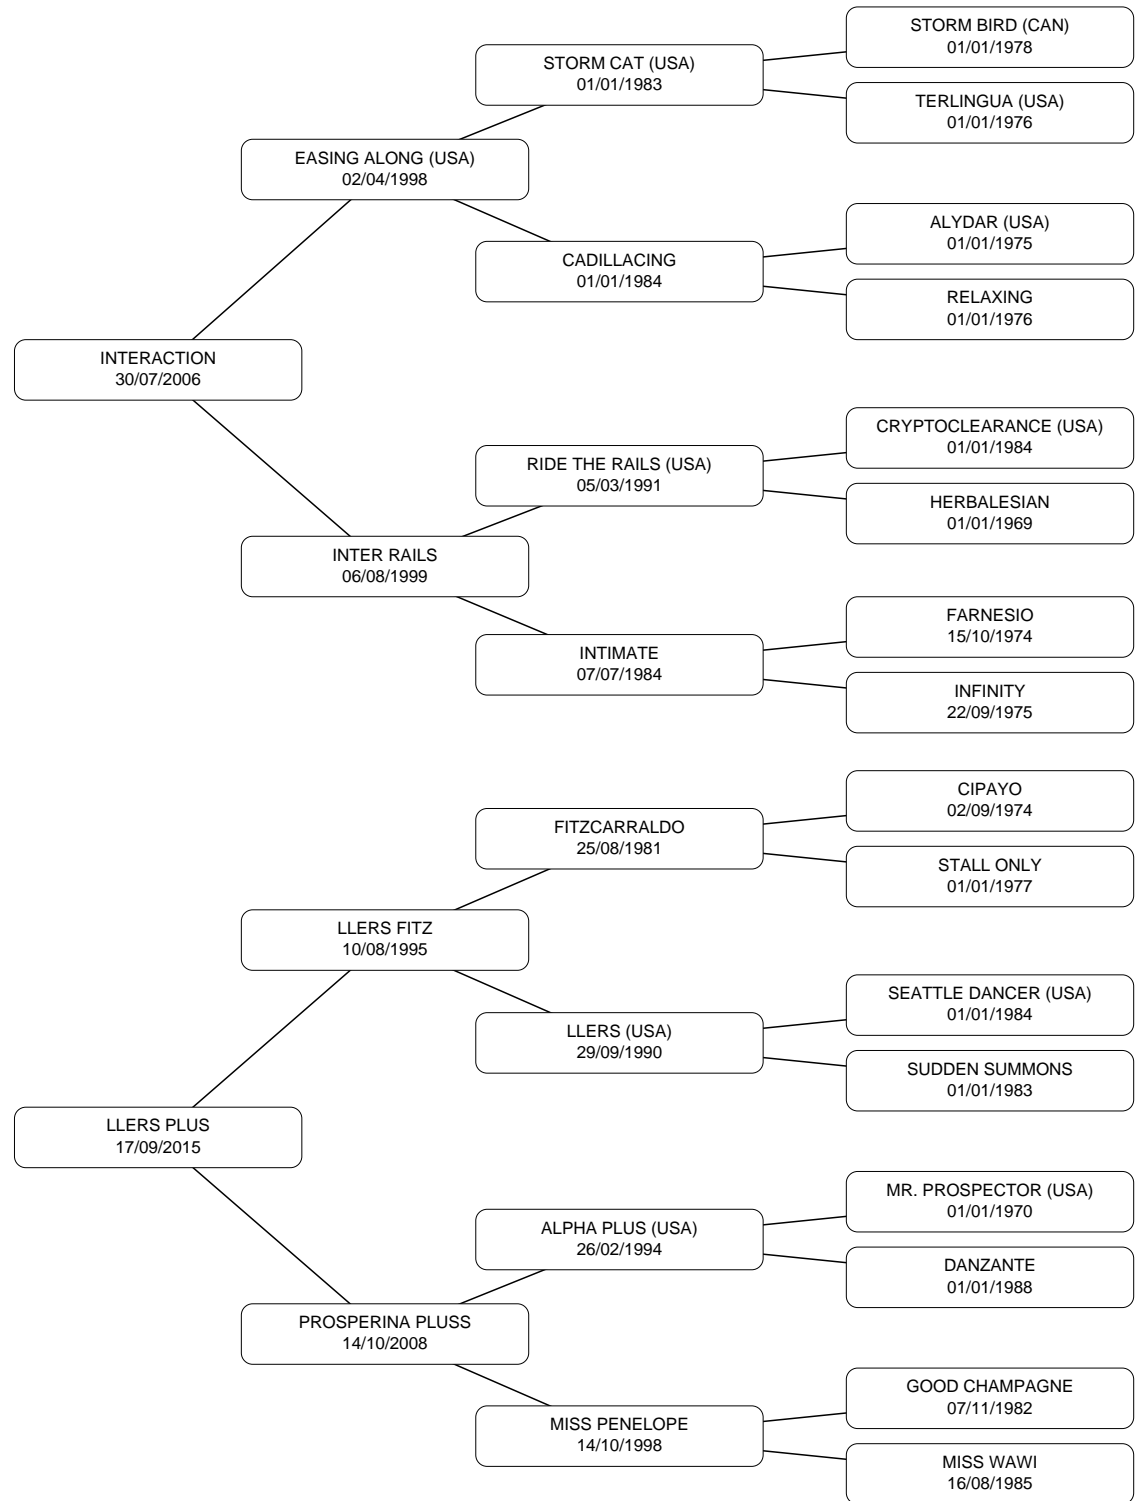 STORM BIRD (CAN)
01/01/1978
STORM CAT (USA)
01/01/1983
TERLINGUA (USA)
01/01/1976
EASING ALONG (USA)
02/04/1998
ALYDAR (USA)
01/01/1975
CADILLACING
01/01/1984
RELAXING
01/01/1976
INTERACTION
30/07/2006
CRYPTOCLEARANCE (USA)
01/01/1984
RIDE THE RAILS (USA)
05/03/1991
HERBALESIAN
01/01/1969
INTER RAILS
06/08/1999
FARNESIO
15/10/1974
INTIMATE
07/07/1984
INFINITY
22/09/1975
CIPAYO
02/09/1974
FITZCARRALDO
25/08/1981
STALL ONLY
01/01/1977
LLERS FITZ
10/08/1995
SEATTLE DANCER (USA)
01/01/1984
LLERS (USA)
29/09/1990
SUDDEN SUMMONS
01/01/1983
LLERS PLUS
17/09/2015
MR. PROSPECTOR (USA)
01/01/1970
ALPHA PLUS (USA)
26/02/1994
DANZANTE
01/01/1988
PROSPERINA PLUSS
14/10/2008
GOOD CHAMPAGNE
07/11/1982
MISS PENELOPE
14/10/1998
MISS WAWI
16/08/1985